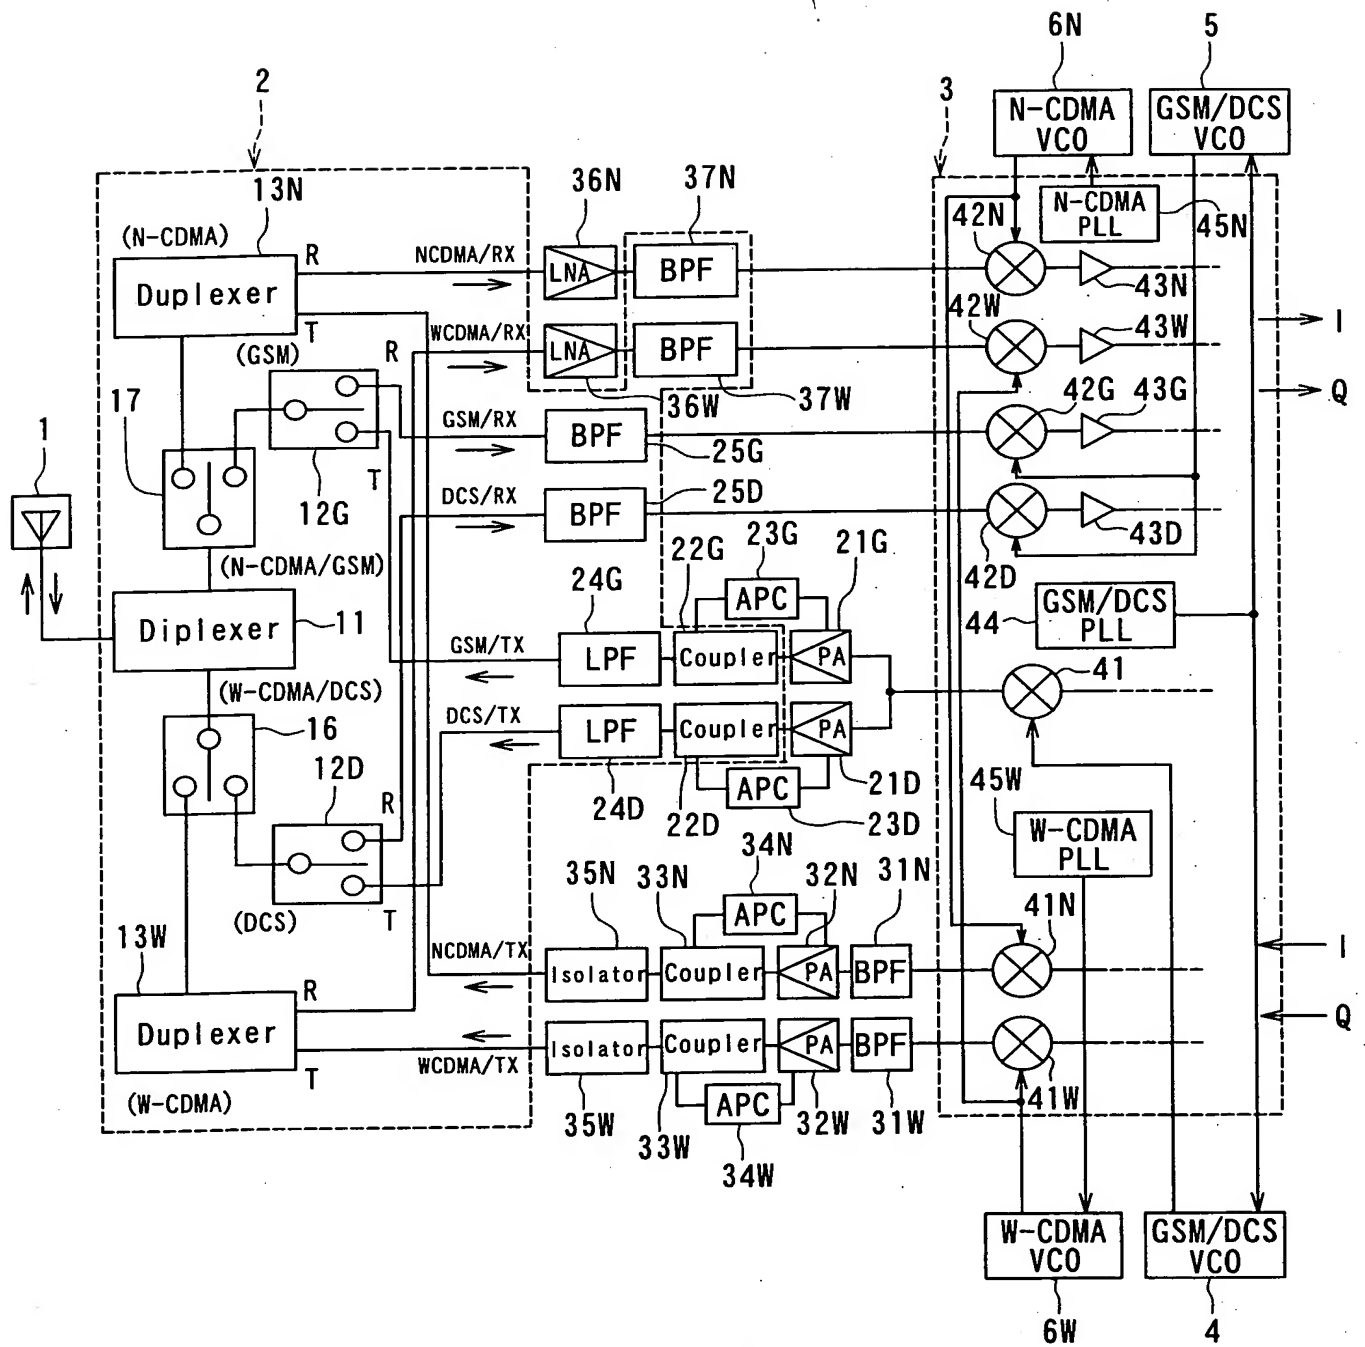 6N
5
2
3
N-CDMA
VCO
GSM/DCS
VCO
13N
36N
37N
N-CDMA
PLL
42N
45N
(N-CDMA)
R
NCDMA/RX
LNA
BPF
43N
Duplexer
T
42W
WCDMA/RX
LNA
BPF
43W
I
(GSM)
R
17
36W
37W
42G
43G
Q
1
GSM/RX
BPF
25G
T
12G
DCS/RX
BPF
25D
43D
(N-CDMA/GSM)
22G
23G
21G
42D
24G
APC
GSM/DCS
PLL
44
Diplexer
11
GSM/TX
LPF
Coupler
PA
41
(W-CDMA/DCS)
16
DCS/TX
LPF
Coupler
PA
12D
R
24D
22D
APC
21D
23D
45W
W-CDMA
PLL
34N
35N
33N
32N
31N
APC
(DCS)
T
41N
13W
NCDMA/TX
Isolator
Coupler
PA
BPF
I
R
Duplexer
Isolator
Coupler
PA
BPF
Q
T
WCDMA/TX
(W-CDMA)
APC
41W
35W
33W
34W
32W
31W
W-CDMA
VCO
GSM/DCS
VCO
6W
4